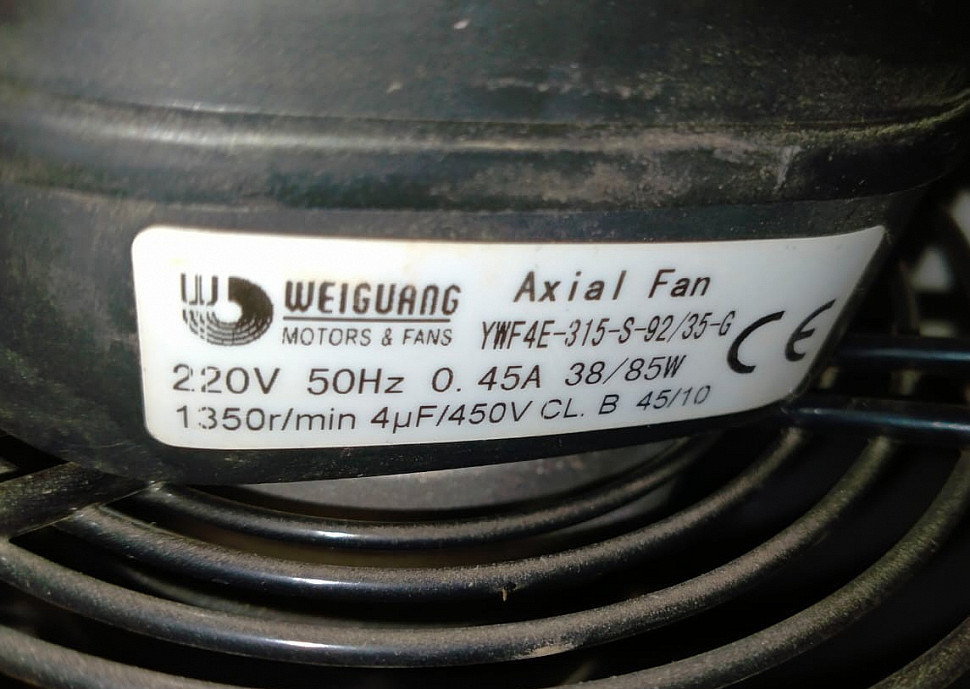 WEIGUANG
MOTORS & FANS
Axial Fan
YWF4E-315-S-92/35-G
CE
220V 50Hz 0.45A 38/85W
1350r/min 4µF/450V CL. B 45/10